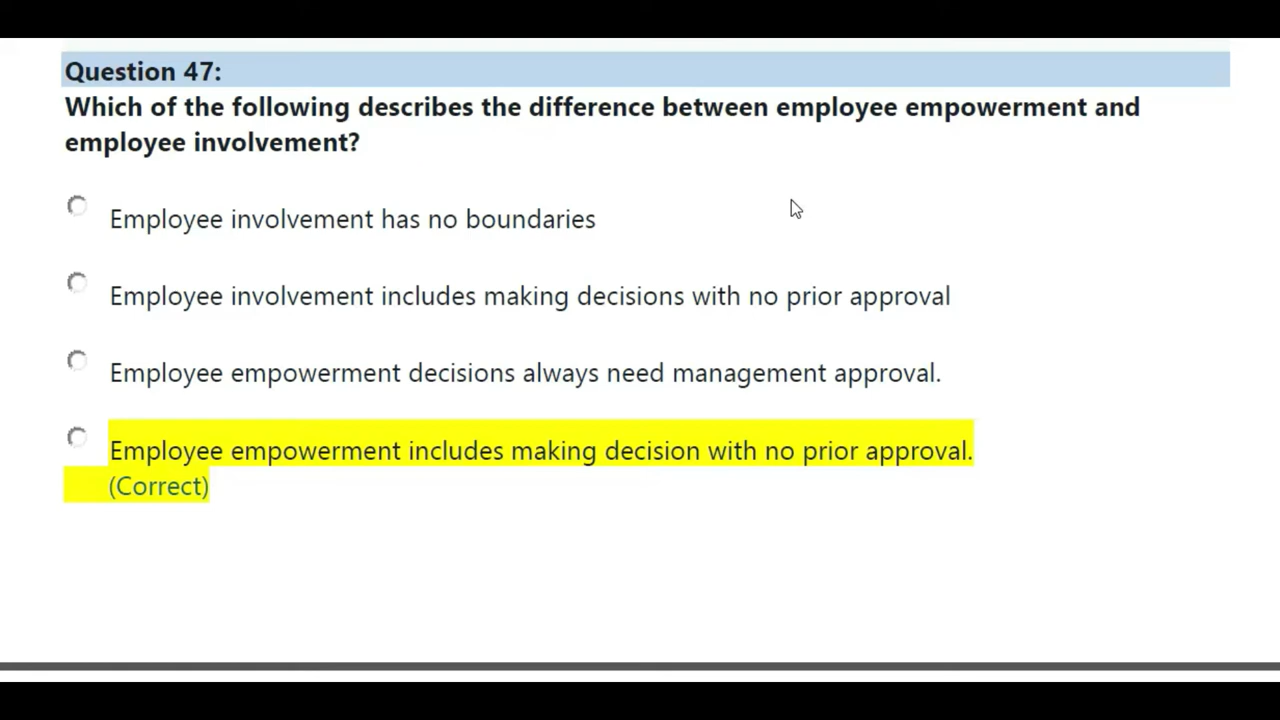 Question 47:
Which of the following describes the difference between employee empowerment and
employee involvement?
Employee involvement has no boundaries
Employee involvement includes making decisions with no prior approval
Employee empowerment decisions always need management approval.
Employee empowerment includes making decision with no prior approval.
(Correct)